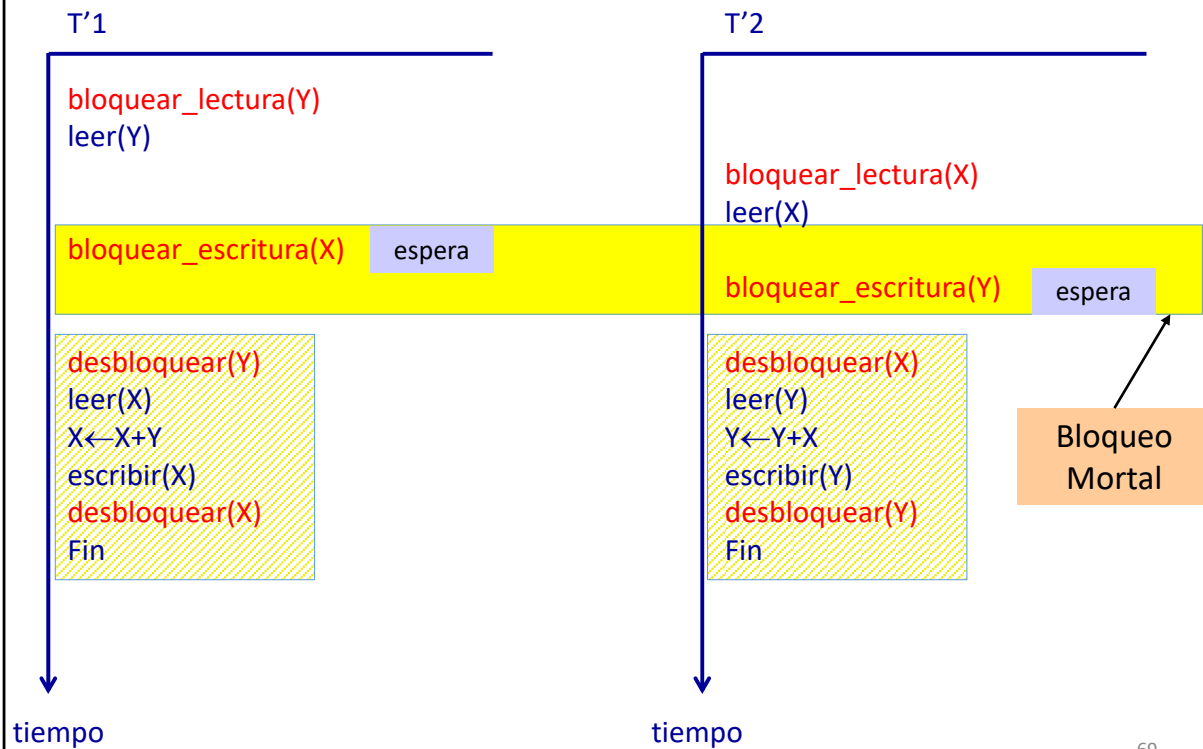 T’1
bloquear_lectura(Y)
leer(Y)
bloquear_escritura(X)
espera
desbloquear(Y)
leer(X)
X←X+Y
escribir(X)
desbloquear(X)
Fin
tiempo
T’2
bloquear_lectura(X)
leer(X)
bloquear_escritura(Y)
espera
desbloquear(X)
leer(Y)
Y←Y+X
escribir(Y)
desbloquear(Y)
Fin
tiempo
Bloqueo
Mortal